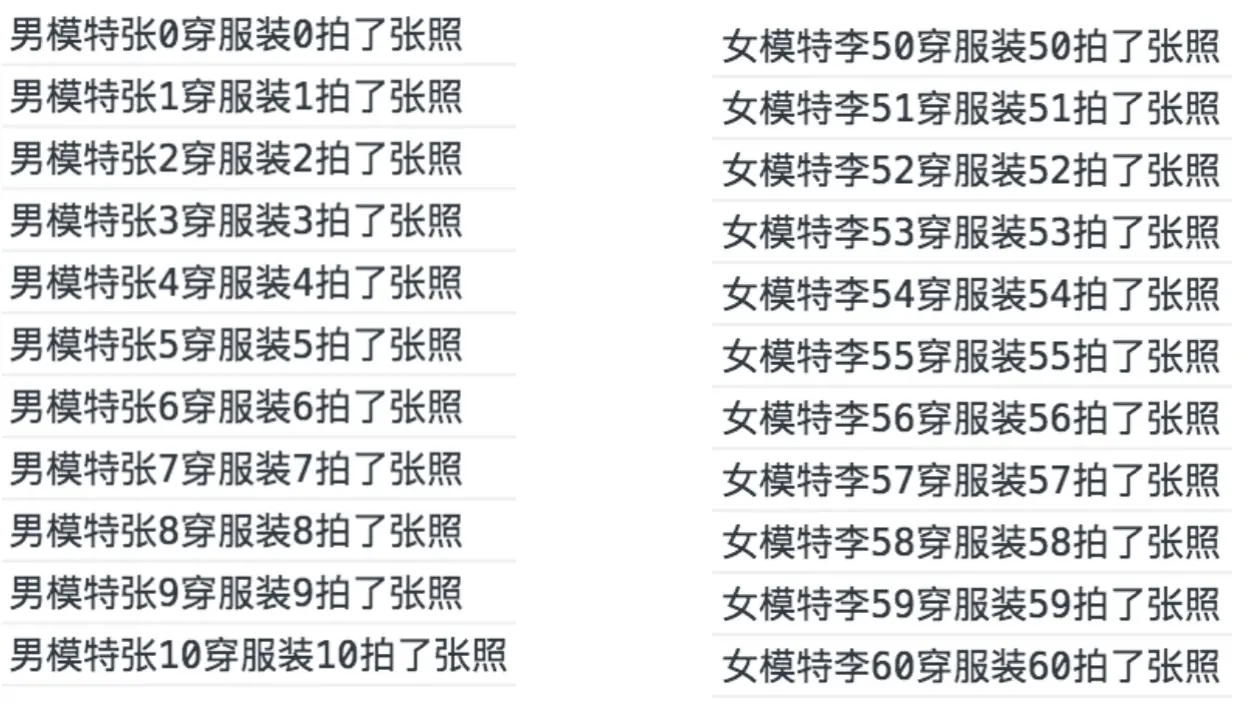 男模特张0穿服装0拍了张照
男模特张1穿服装1拍了张照
男模特张2穿服装2拍了张照
男模特张3穿服装3拍了张照
男模特张4穿服装4拍了张照
男模特张5穿服装5拍了张照
男模特张6穿服装6拍了张照
男模特张7穿服装7拍了张照
男模特张8穿服装8拍了张照
男模特张9穿服装9拍了张照
男模特张10穿服装10拍了张照
女模特李50穿服装50拍了张照
女模特李51穿服装51拍了张照
女模特李52穿服装52拍了张照
女模特李53穿服装53拍了张照
女模特李54穿服装54拍了张照
女模特李55穿服装55拍了张照
女模特李56穿服装56拍了张照
女模特李57穿服装57拍了张照
女模特李58穿服装58拍了张照
女模特李59穿服装59拍了张照
女模特李60穿服装60拍了张照